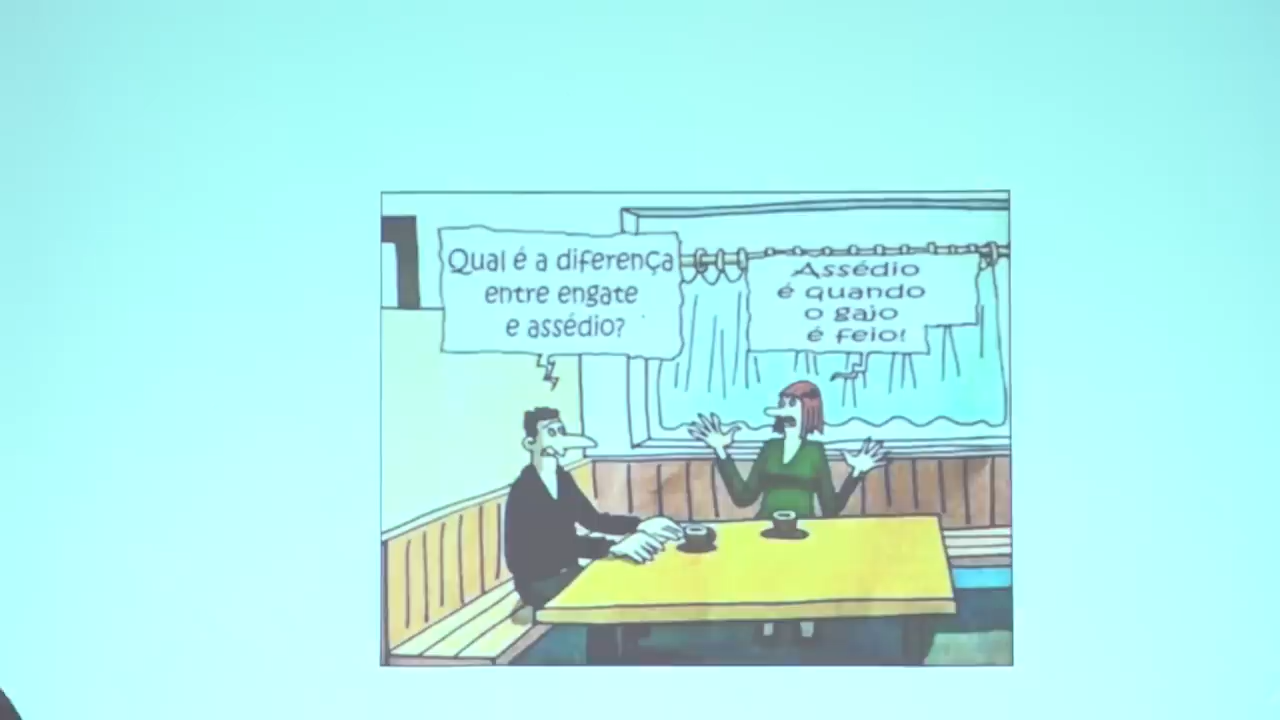 Qual é a diferença
entre engate
e assédio?
Assédio
é quando
o gajo
é feio!